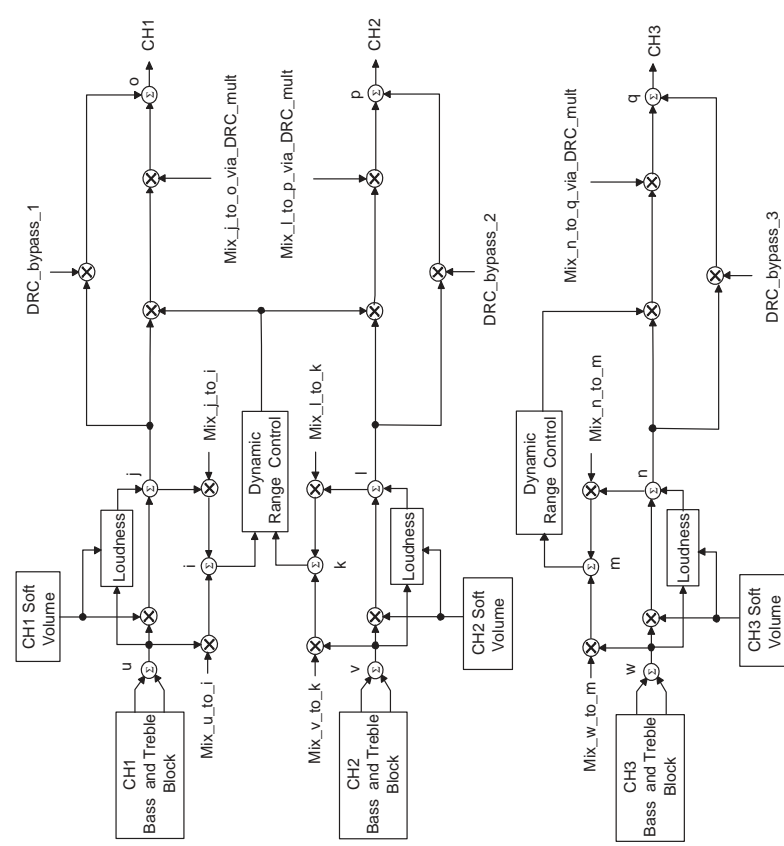 CH1
Bass and Treble
Block
u
CH1 Soft
Volume
Loudness
j
DRC_bypass_1
o
CH1
Mix_u_to_i
i
Mix_j_to_i
Mix_j_to_o_via_DRC_mult
Dynamic
Range Control
Mix_v_to_k
k
Mix_l_to_k
Mix_l_to_p_via_DRC_mult
CH2
Bass and Treble
Block
v
l
p
CH2
Loudness
CH2 Soft
Volume
DRC_bypass_2
Dynamic
Range Control
Mix_w_to_m
m
Mix_n_to_m
Mix_n_to_q_via_DRC_mult
CH3
Bass and Treble
Block
w
n
q
CH3
Loudness
CH3 Soft
Volume
DRC_bypass_3
Σ
Σ
Σ
Σ
Σ
Σ
Σ
Σ
Σ
Σ
Σ
Σ